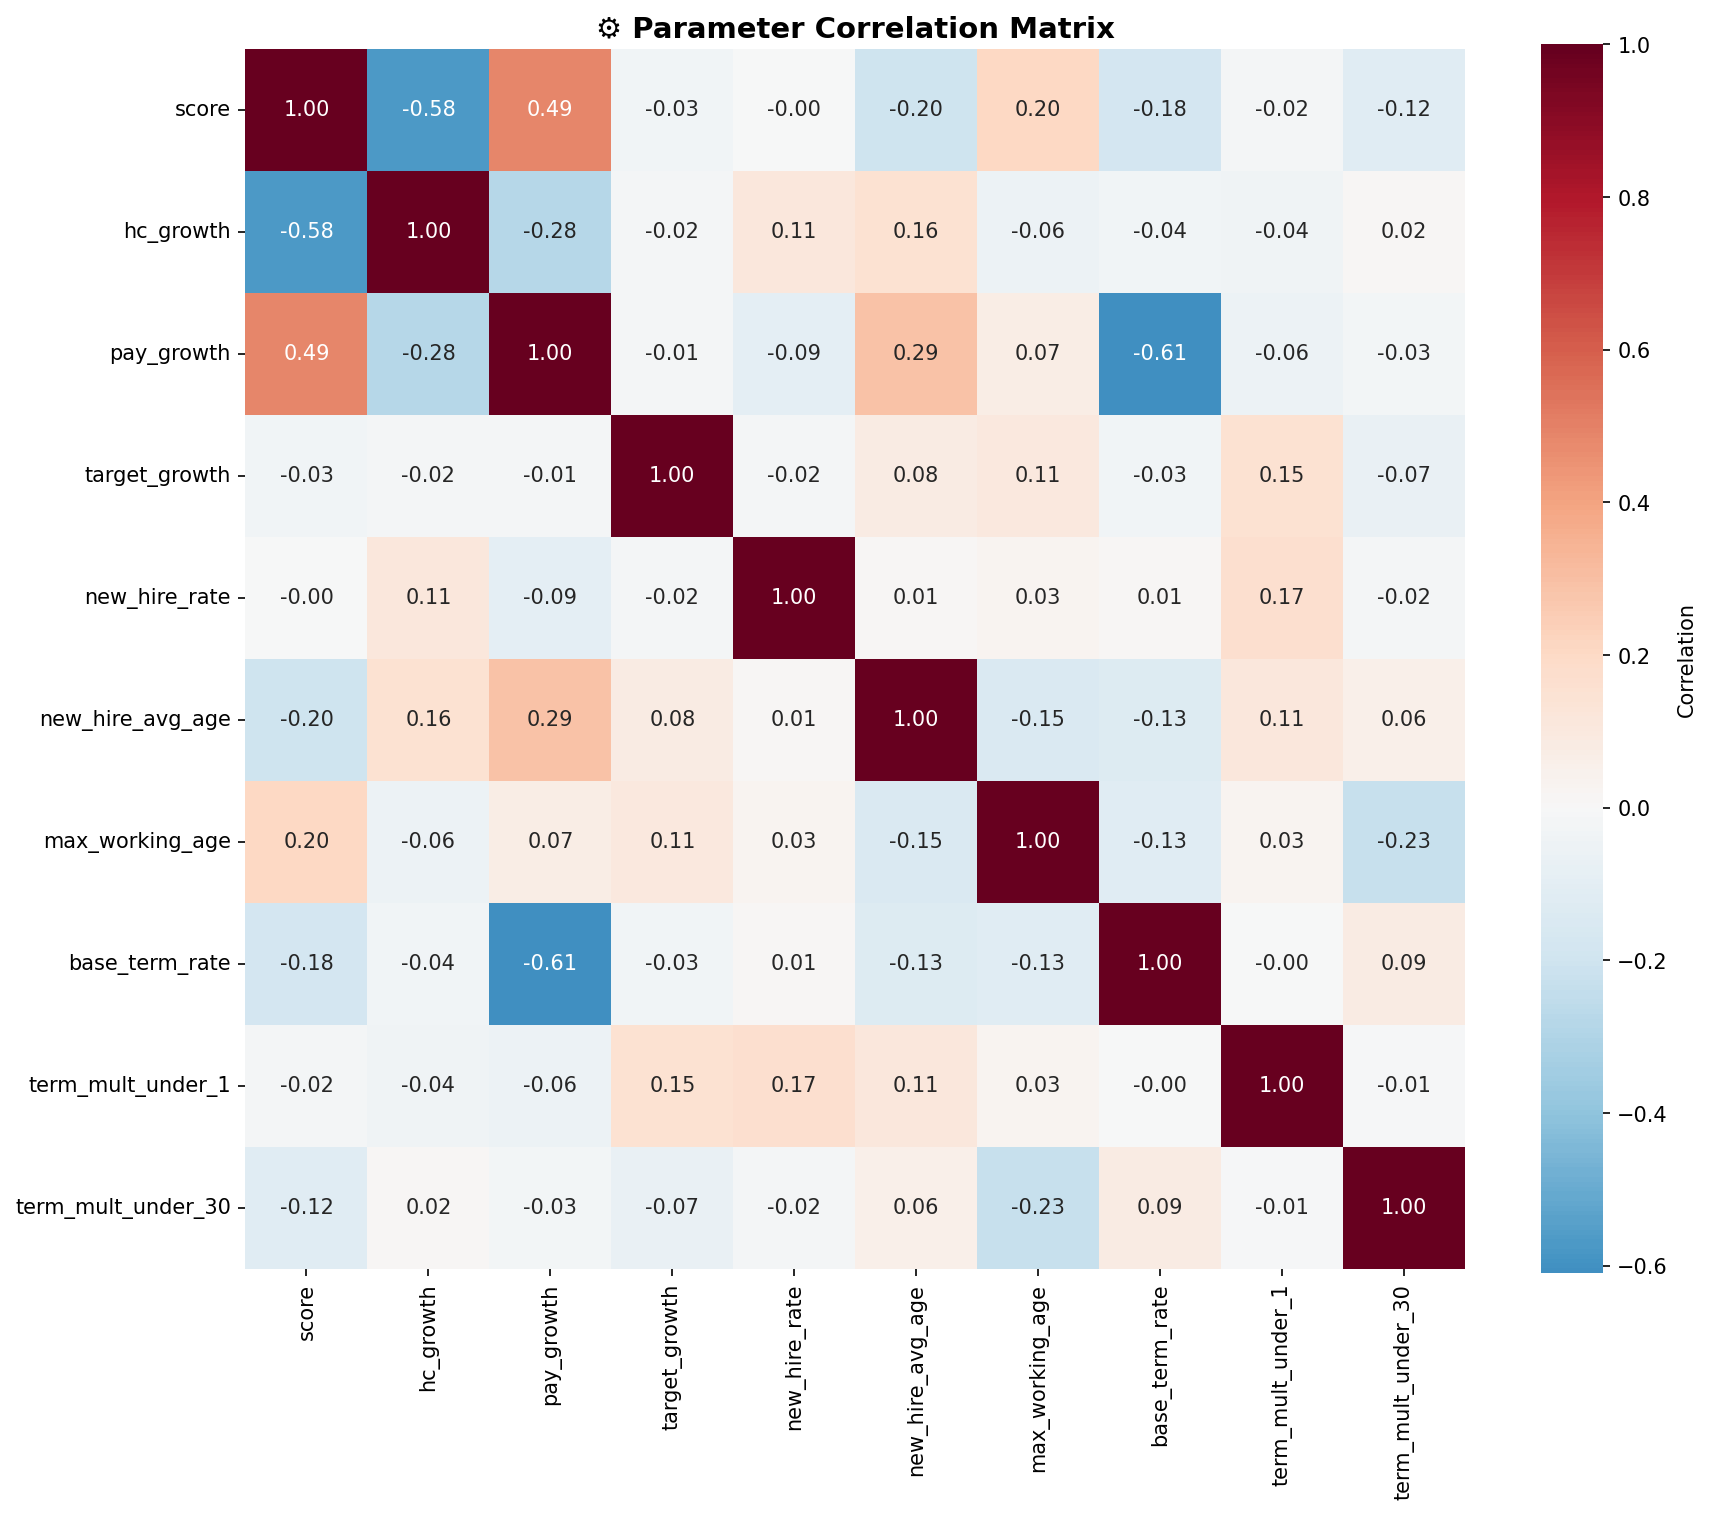 ⚙ Parameter Correlation Matrix
score 1.00 -0.58 0.49 -0.03 -0.00 -0.20 0.20 -0.18 -0.02 -0.12
hc_growth -0.58 1.00 -0.28 -0.02 0.11 0.16 -0.06 -0.04 -0.04 0.02
pay_growth 0.49 -0.28 1.00 -0.01 -0.09 0.29 0.07 -0.61 -0.06 -0.03
target_growth -0.03 -0.02 -0.01 1.00 -0.02 0.08 0.11 -0.03 0.15 -0.07
new_hire_rate -0.00 0.11 -0.09 -0.02 1.00 0.01 0.03 0.01 0.17 -0.02
new_hire_avg_age -0.20 0.16 0.29 0.08 0.01 1.00 -0.15 -0.13 0.11 0.06
max_working_age 0.20 -0.06 0.07 0.11 0.03 -0.15 1.00 -0.13 0.03 -0.23
base_term_rate -0.18 -0.04 -0.61 -0.03 0.01 -0.13 -0.13 1.00 -0.00 0.09
term_mult_under_1 -0.02 -0.04 -0.06 0.15 0.17 0.11 0.03 -0.00 1.00 -0.01
term_mult_under_30 -0.12 0.02 -0.03 -0.07 -0.02 0.06 -0.23 0.09 -0.01 1.00
score
hc_growth
pay_growth
target_growth
new_hire_rate
new_hire_avg_age
max_working_age
base_term_rate
term_mult_under_1
term_mult_under_30
1.0
0.8
0.6
0.4
0.2
0.0
−0.2
−0.4
−0.6
Correlation